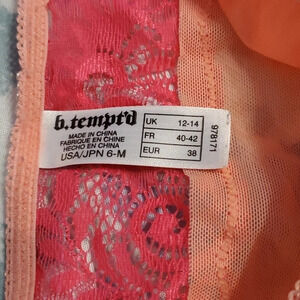 b.tempt'd
MADE IN CHINA
FABRIQUE EN CHINE
HECHO EN CHINA
USA/JPN 6-M
UK 12-14
FR 40-42
EUR 38
978171